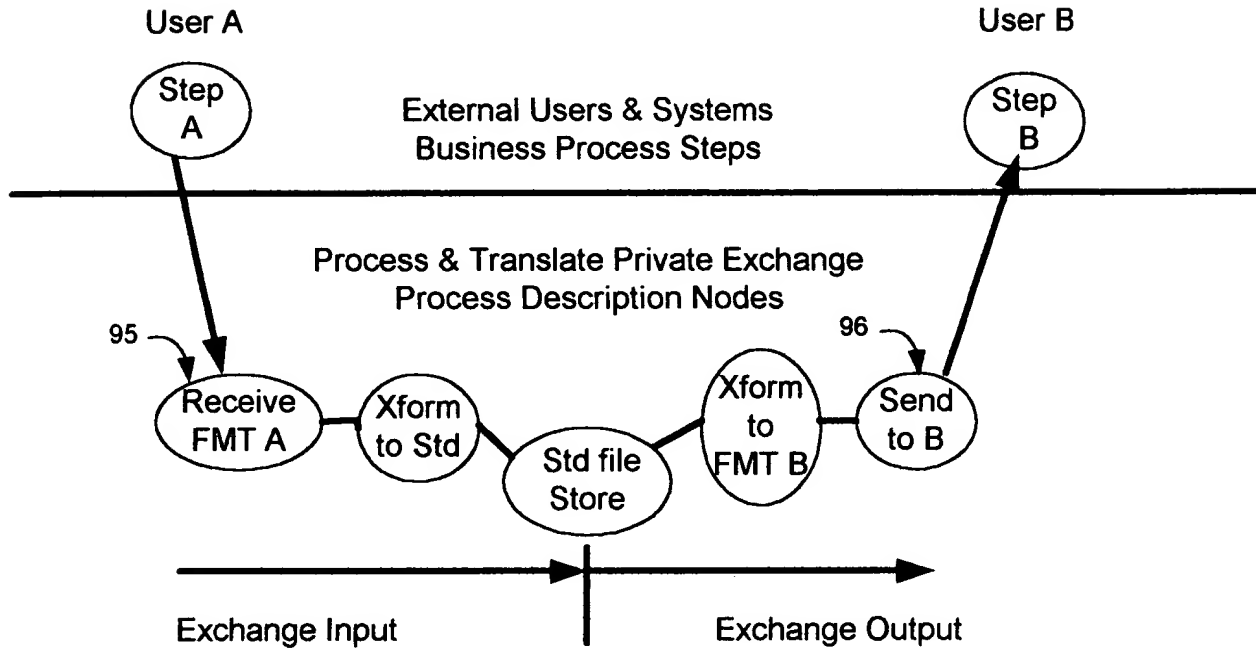 User A
User B
Step
A
External Users & Systems
Business Process Steps
Step
B
Process & Translate Private Exchange
Process Description Nodes
95
96
Receive
FMT A
Xform
to Std
Std file
Store
Xform
to
FMT B
Send
to B
Exchange Input
Exchange Output